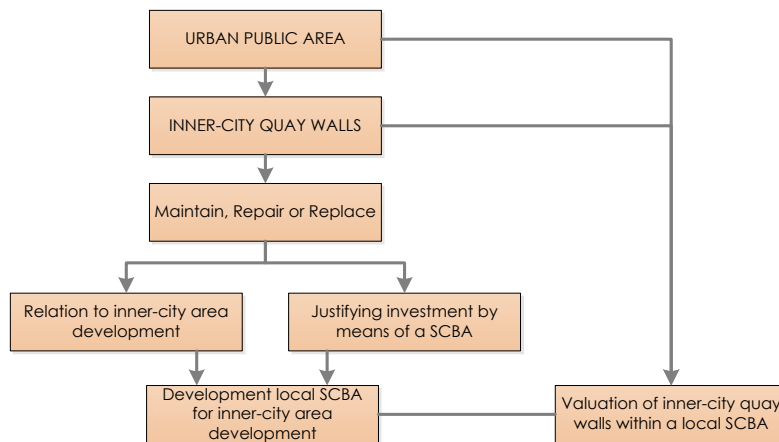 URBAN PUBLIC AREA
INNER-CITY QUAY WALLS
Maintain, Repair or Replace
Relation to inner-city area
development
Justifying investment by
means of a SCBA
Development local SCBA
for inner-city area
development
Valuation of inner-city quay
walls within a local SCBA